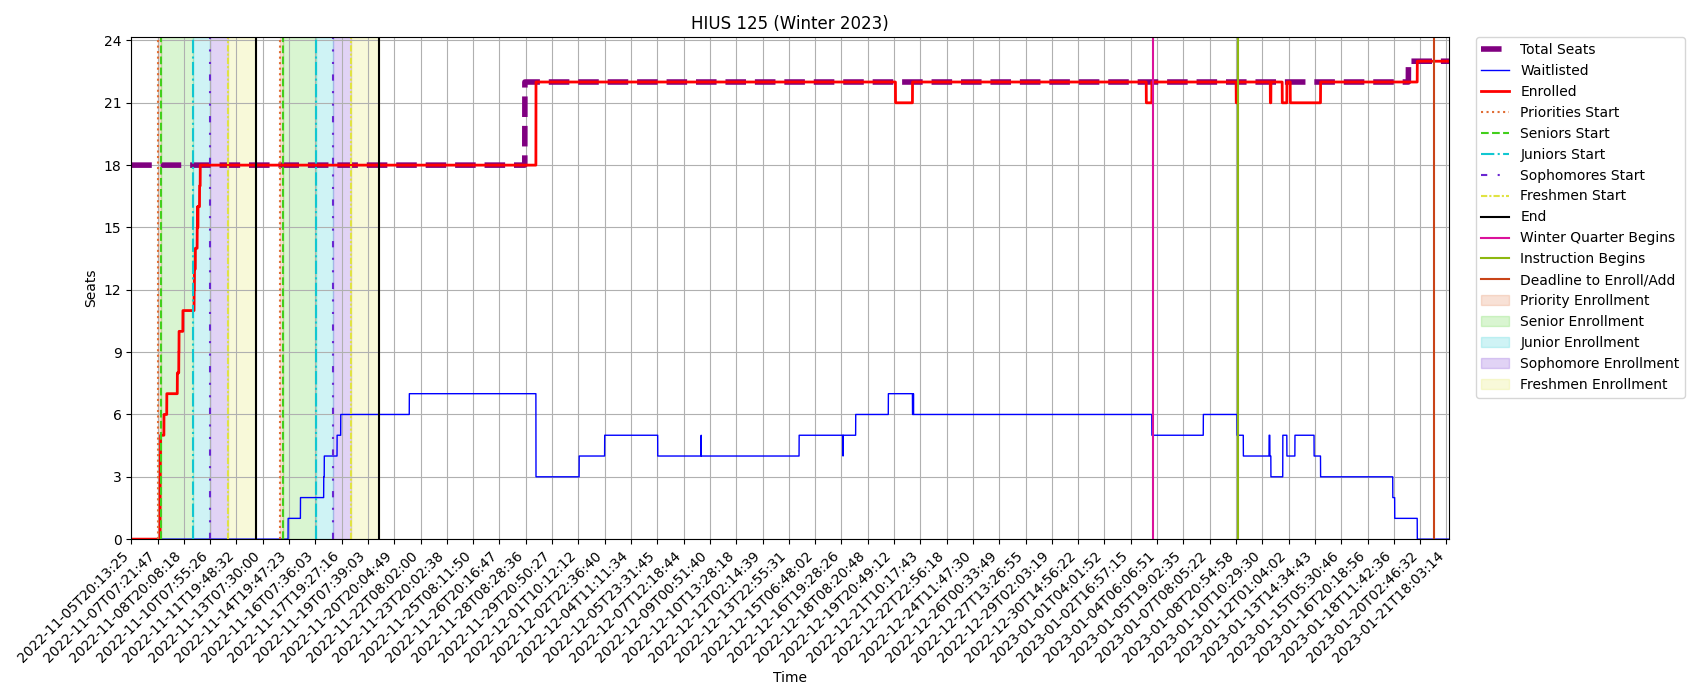 HIUS 125 (Winter 2023)
24
21
18
15
12
9
6
3
0
Seats
2022-11-05T20:13:25
2022-11-07T07:21:47
2022-11-08T20:08:18
2022-11-10T07:55:26
2022-11-11T19:48:32
2022-11-13T07:30:00
2022-11-14T19:47:23
2022-11-16T07:36:03
2022-11-17T19:27:16
2022-11-19T07:39:03
2022-11-20T20:04:49
2022-11-22T08:02:00
2022-11-23T20:02:38
2022-11-25T08:11:50
2022-11-26T20:16:47
2022-11-28T08:28:36
2022-11-29T20:50:27
2022-12-01T10:12:12
2022-12-02T22:36:40
2022-12-04T11:11:34
2022-12-05T23:31:45
2022-12-07T12:18:44
2022-12-09T00:51:40
2022-12-10T13:28:18
2022-12-12T02:14:39
2022-12-13T22:55:31
2022-12-15T06:48:02
2022-12-16T19:28:26
2022-12-18T08:20:48
2022-12-19T20:49:12
2022-12-21T10:17:43
2022-12-22T22:56:18
2022-12-24T11:47:30
2022-12-26T00:33:49
2022-12-27T13:26:55
2022-12-29T02:03:19
2022-12-30T14:56:22
2023-01-01T04:01:52
2023-01-02T16:57:15
2023-01-04T06:06:51
2023-01-05T19:02:35
2023-01-07T08:05:22
2023-01-08T20:54:58
2023-01-10T10:29:30
2023-01-12T01:04:02
2023-01-13T14:34:43
2023-01-15T05:30:46
2023-01-16T20:18:56
2023-01-18T11:42:36
2023-01-20T02:46:32
2023-01-21T18:03:14
Time
Total Seats
Waitlisted
Enrolled
Priorities Start
Seniors Start
Juniors Start
Sophomores Start
Freshmen Start
End
Winter Quarter Begins
Instruction Begins
Deadline to Enroll/Add
Priority Enrollment
Senior Enrollment
Junior Enrollment
Sophomore Enrollment
Freshmen Enrollment